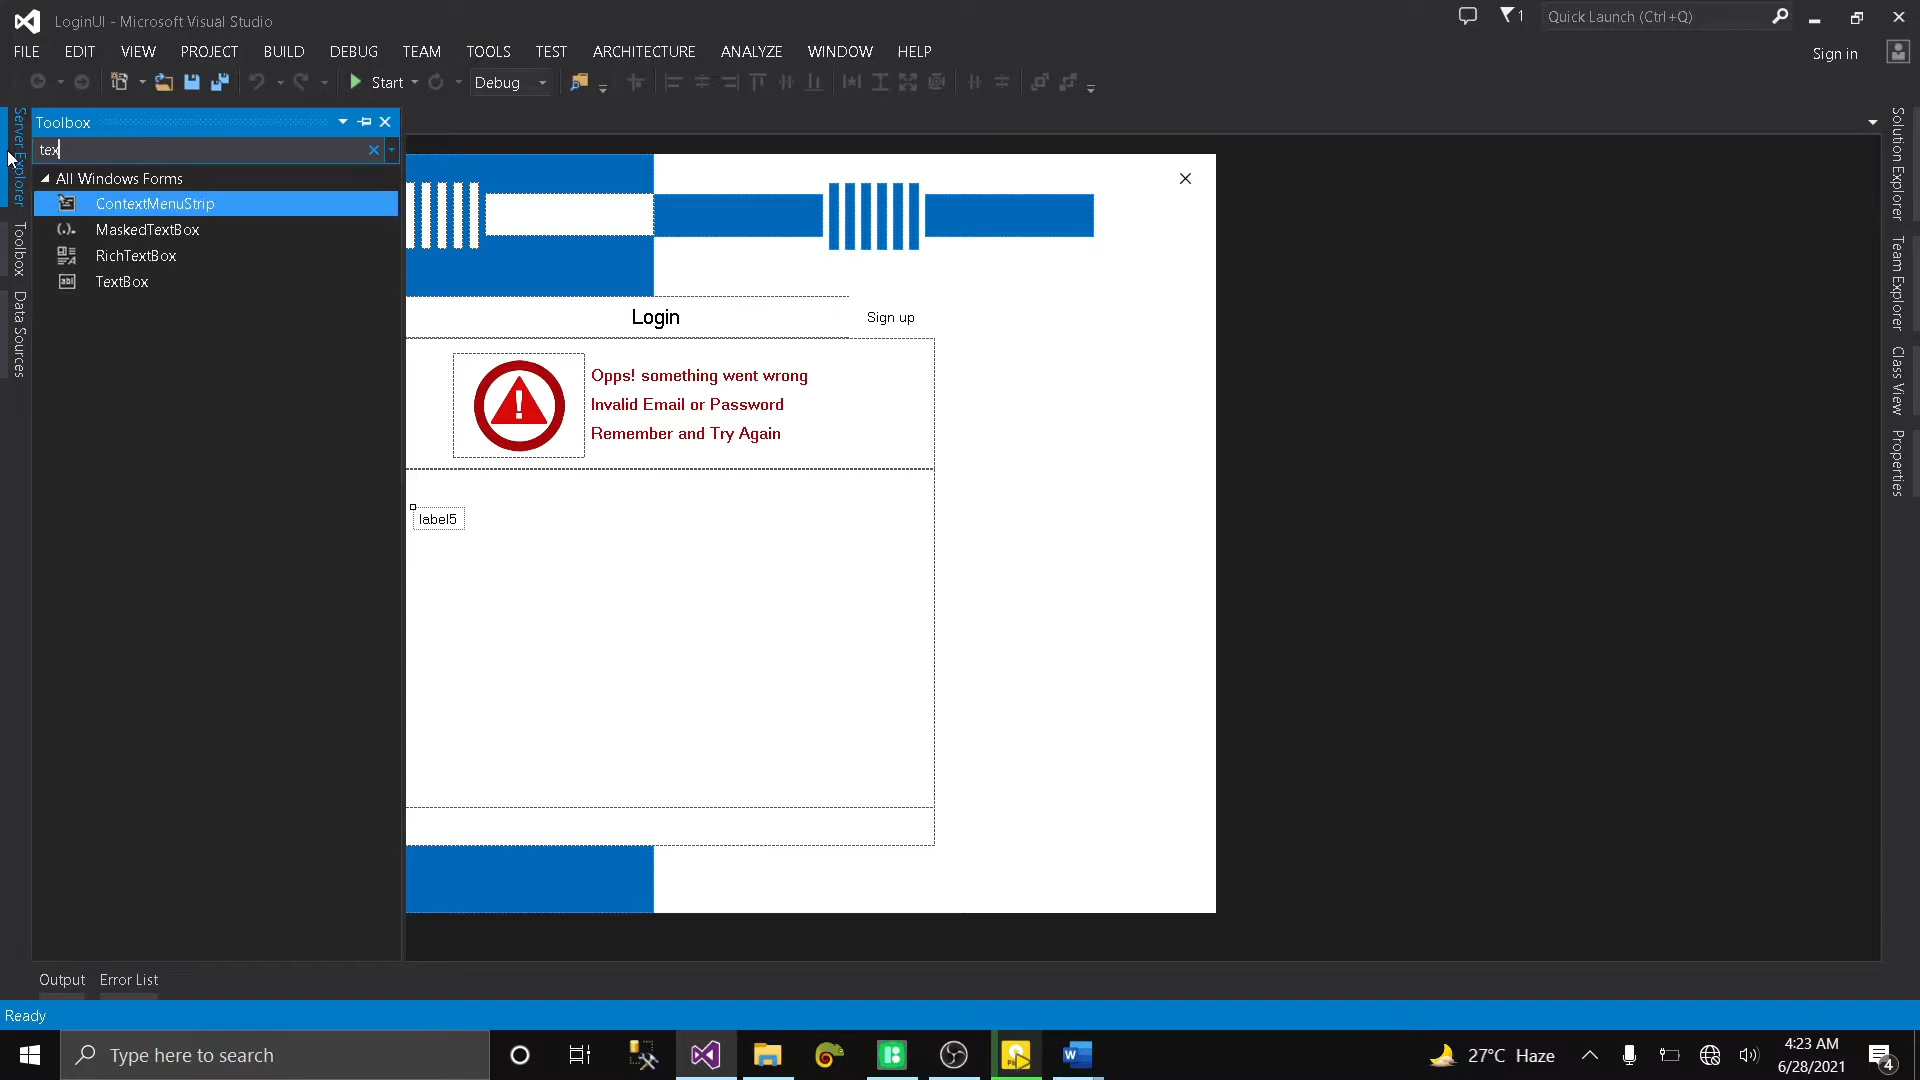 LoginUI - Microsoft Visual Studio
1
Quick Launch (Ctrl+Q)
FILE EDIT VIEW PROJECT BUILD DEBUG TEAM TOOLS TEST ARCHITECTURE ANALYZE WINDOW HELP
Sign in
Start
Debug
Server Explorer
Toolbox
Data Sources
Toolbox
tex
All Windows Forms
ContextMenuStrip
MaskedTextBox
RichTextBox
TextBox
Login
Sign up
Opps! something went wrong
Invalid Email or Password
Remember and Try Again
label5
Solution Explorer
Team Explorer
Class View
Properties
Output Error List
Ready
Type here to search
27°C Haze
4:23 AM
6/28/2021
4